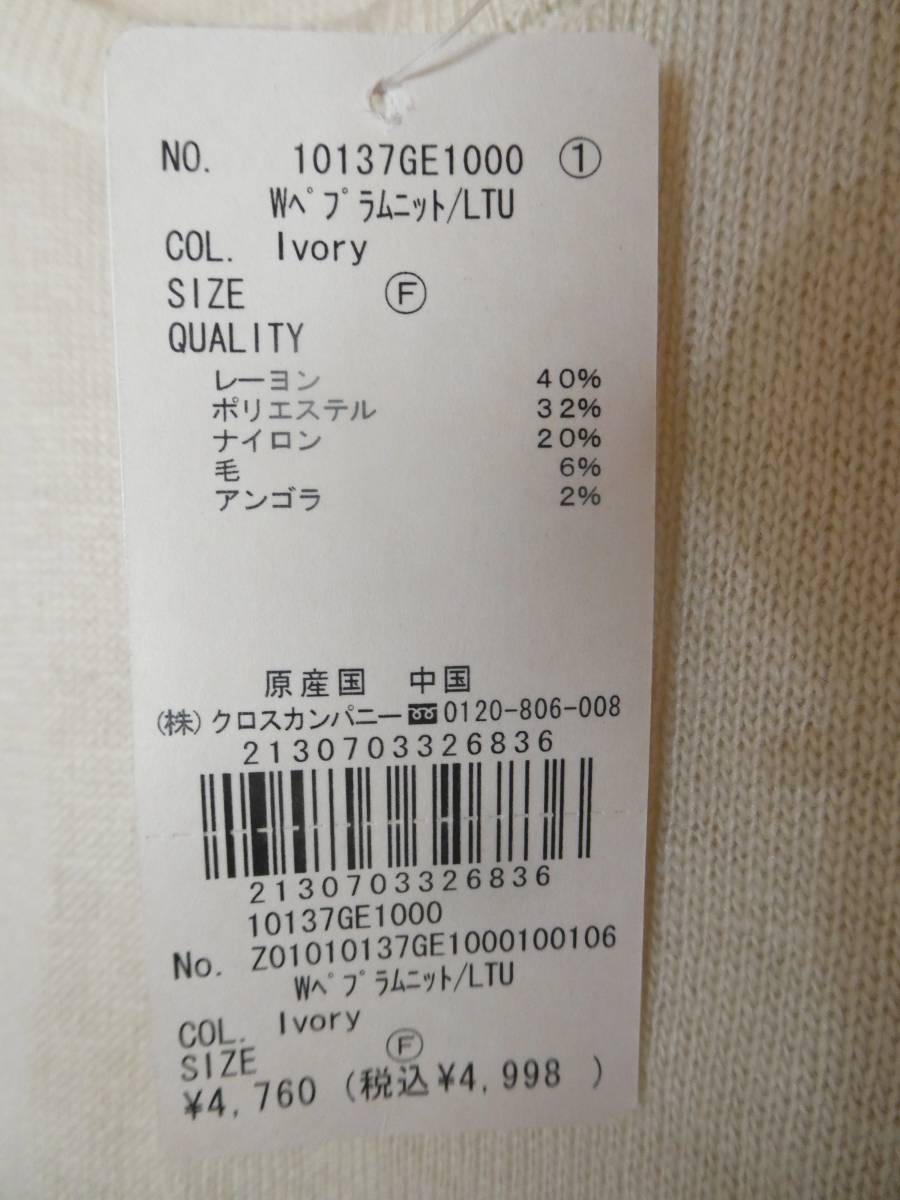 NO. 10137GE1000 ①
Wﾍﾟﾌﾟﾗﾑﾆｯﾄ/LTU
COL. Ivory
SIZE Ⓕ
QUALITY
レーヨン 40%
ポリエステル 32%
ナイロン 20%
毛 6%
アンゴラ 2%
原産国 中国
(株)クロスカンパニー 0120-806-008
2130703326836
2130703326836
10137GE1000
No. Z01010137GE1000100106
Wﾍﾟﾌﾟﾗﾑﾆｯﾄ/LTU
COL. Ivory
SIZE Ⓕ
¥4,760 (税込¥4,998 )